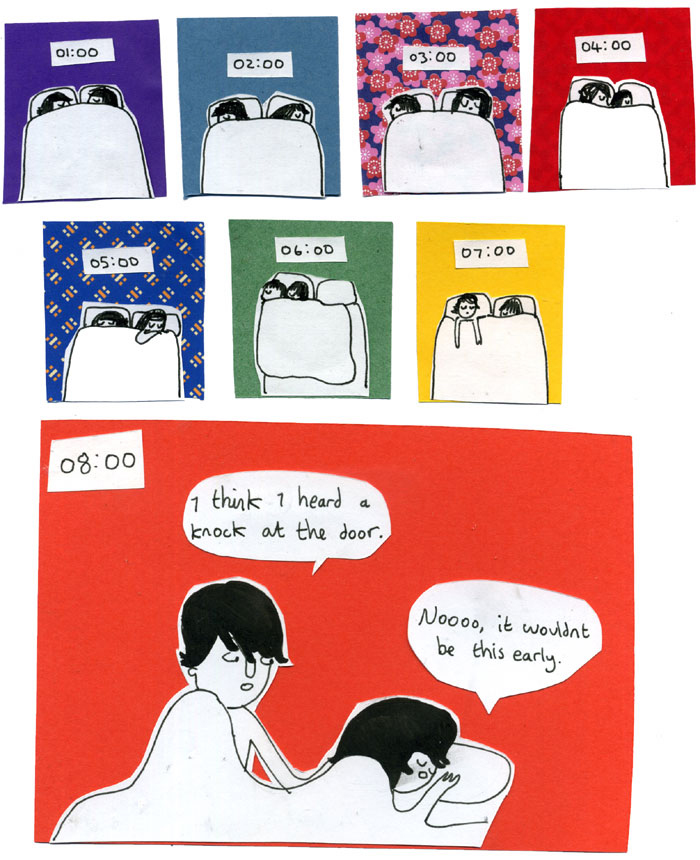 01:00
02:00
03:00
04:00
05:00
06:00
07:00
08:00
I think I heard a
knock at the door.
Noooo, it wouldnt
be this early.